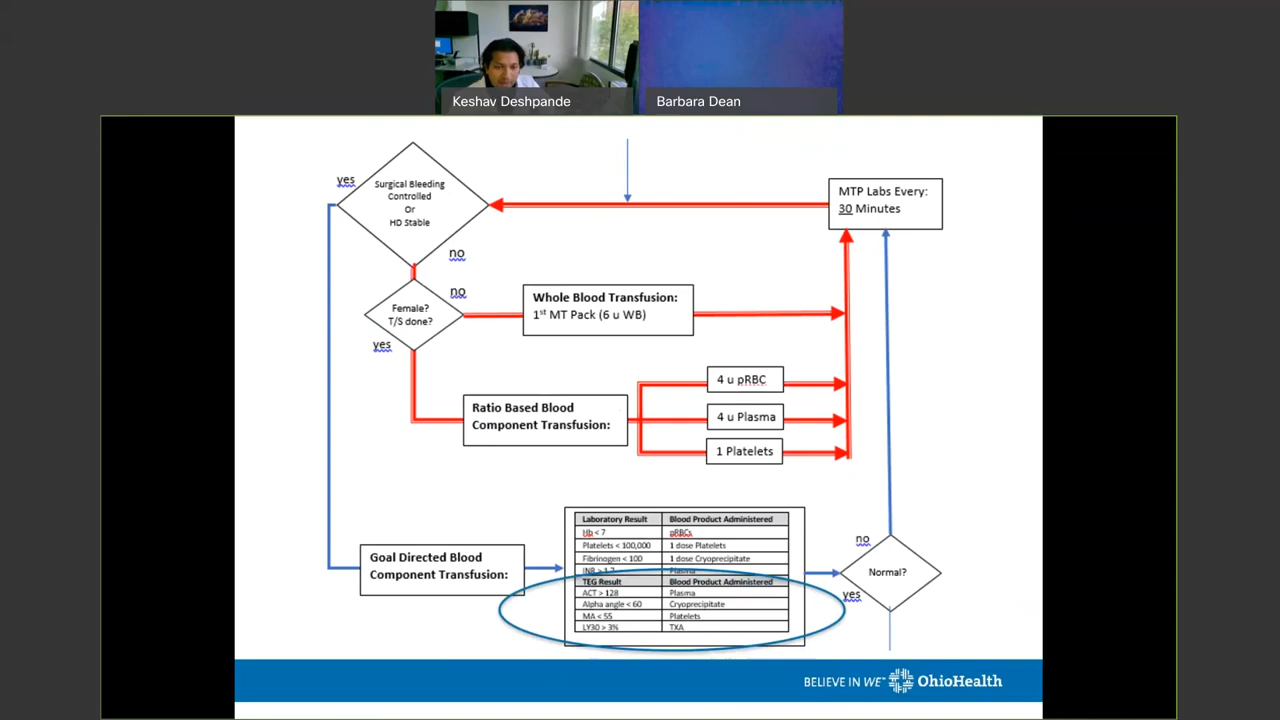 Keshav Deshpande
Barbara Dean
yes
Surgical Bleeding
Controlled
Or
HD Stable
no
MTP Labs Every:
30 Minutes
Female?
T/S done?
no
yes
Whole Blood Transfusion:
1st MT Pack (6 u WB)
Ratio Based Blood
Component Transfusion:
4 u pRBC
4 u Plasma
1 Platelets
Goal Directed Blood
Component Transfusion:
Laboratory Result Blood Product Administered
Hb < 7 pRBCs
Platelets < 100,000 1 dose Platelets
Fibrinogen < 100 1 dose Cryoprecipitate
INR > Plasma
TEG Result Blood Product Administered
ACT > 128 Plasma
Alpha angle < 60 Cryoprecipitate
MA < 55 Platelets
LY30 > 3% TXA
no
Normal?
yes
BELIEVE IN WE℠ OhioHealth